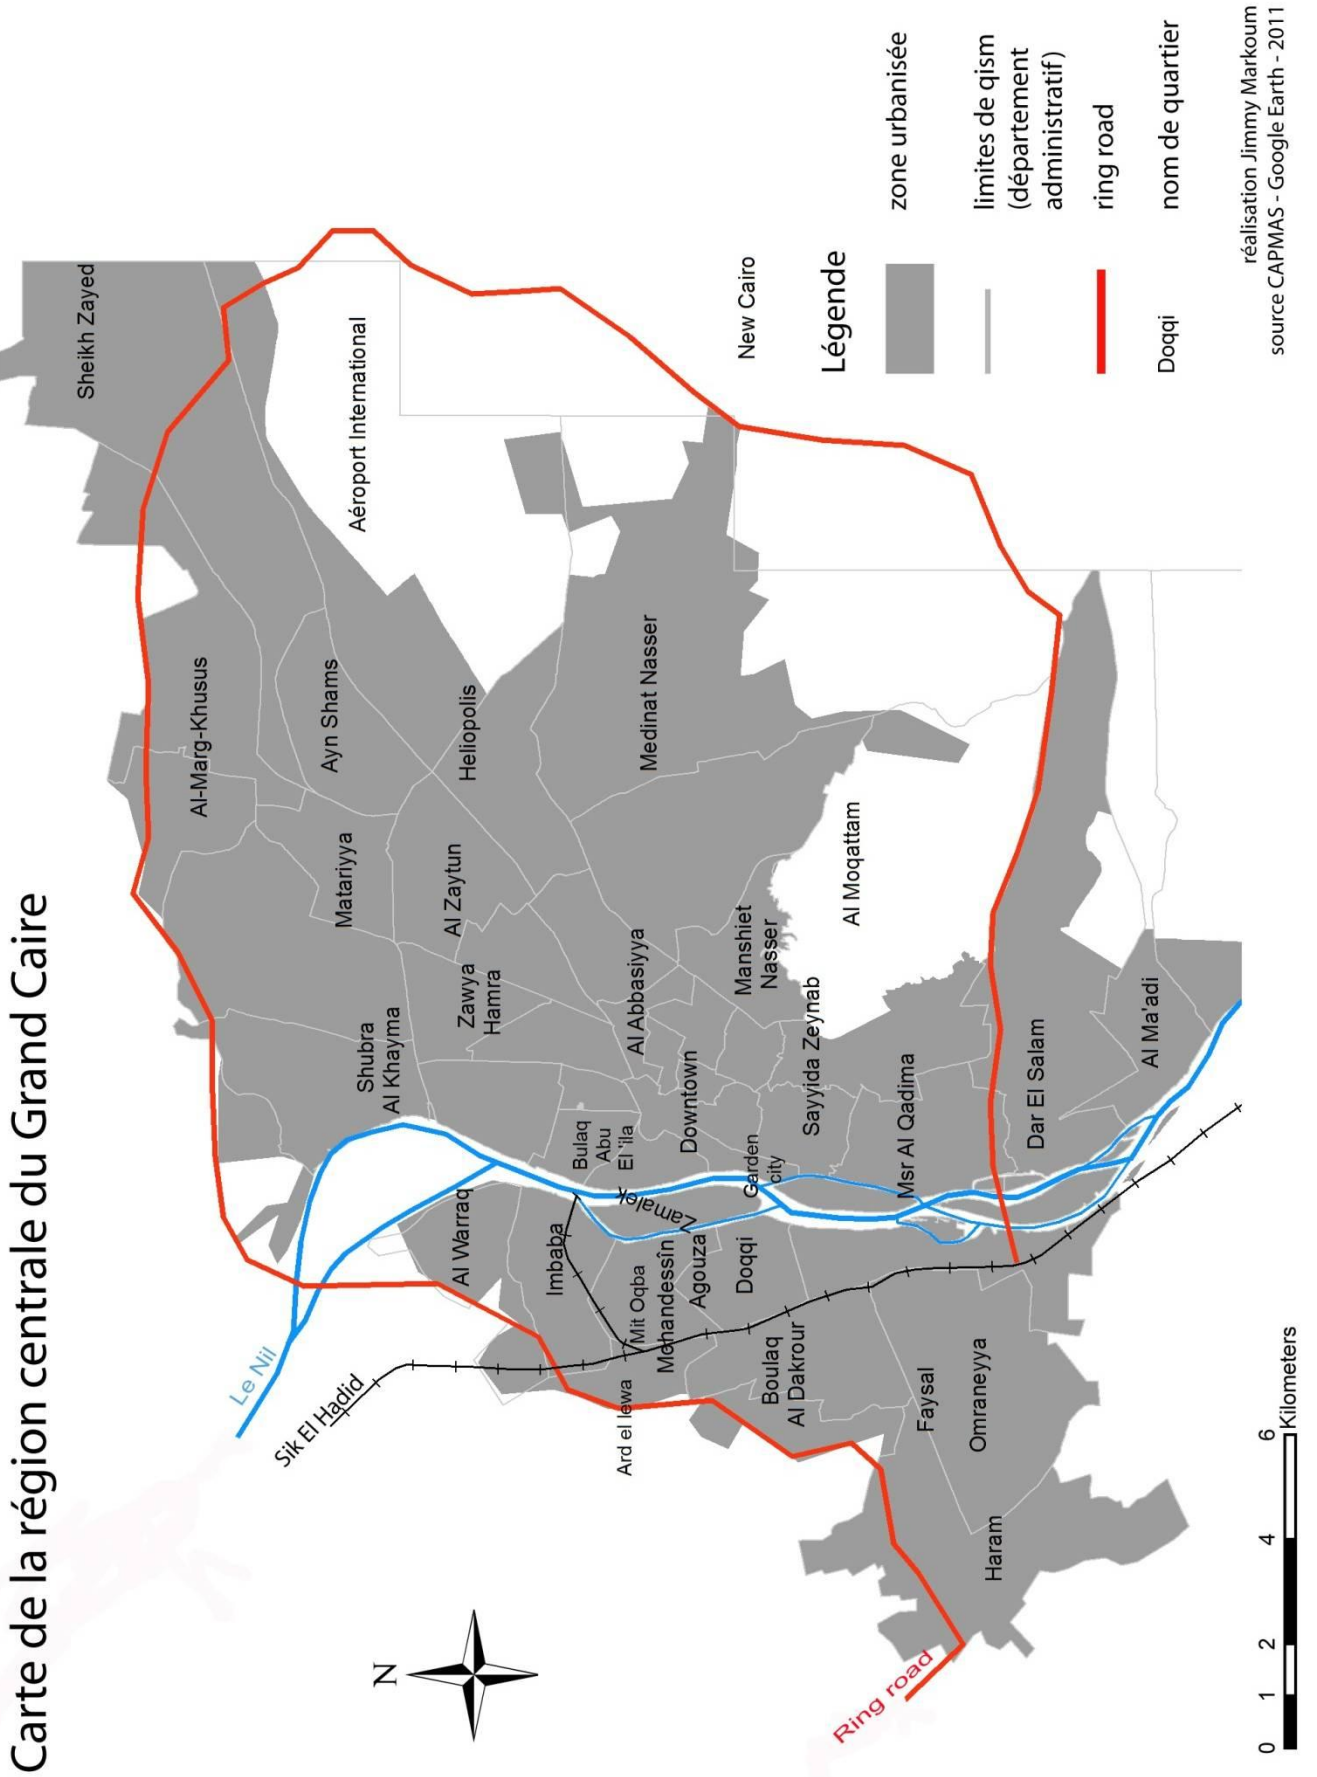 Carte de la région centrale du Grand Caire
Sheikh Zayed
Le Nil
Al-Marg-Khusus
Sik El Hadid
Ayn Shams
Aéroport International
Matariyya
Shubra
Al Khayma
N
Al Warraq
Al Zaytun
Heliopolis
Zawya
Hamra
Imbaba
Bulaq
Abu
El 'ila
Ard el lewa
Mit Oqba
Zamalek
Al Abbasiyya
Medinat Nasser
Mohandessîn
Agouza
Downtown
Doqqi
Garden
city
Manshiet
Nasser
New Cairo
Boulaq
Al Dakrour
Sayyida Zeynab
Al Moqattam
Msr Al Qadima
Faysal
Omraneyya
Ring road
Haram
Dar El Salam
Al Ma'adi
Légende
zone urbanisée
limites de qism
(département
administratif)
ring road
Doqqi
nom de quartier
0 1 2 4 6
Kilometers
réalisation Jimmy Markoum
source CAPMAS - Google Earth - 2011